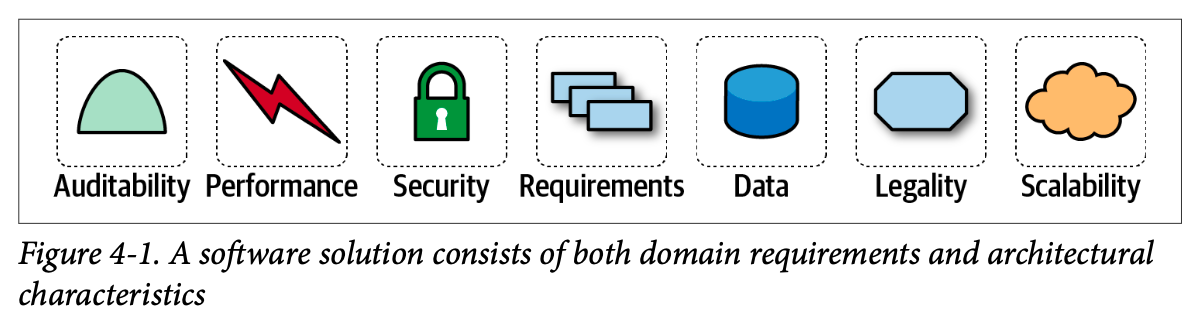 Auditability Performance Security Requirements Data Legality Scalability
Figure 4-1. A software solution consists of both domain requirements and architectural
characteristics